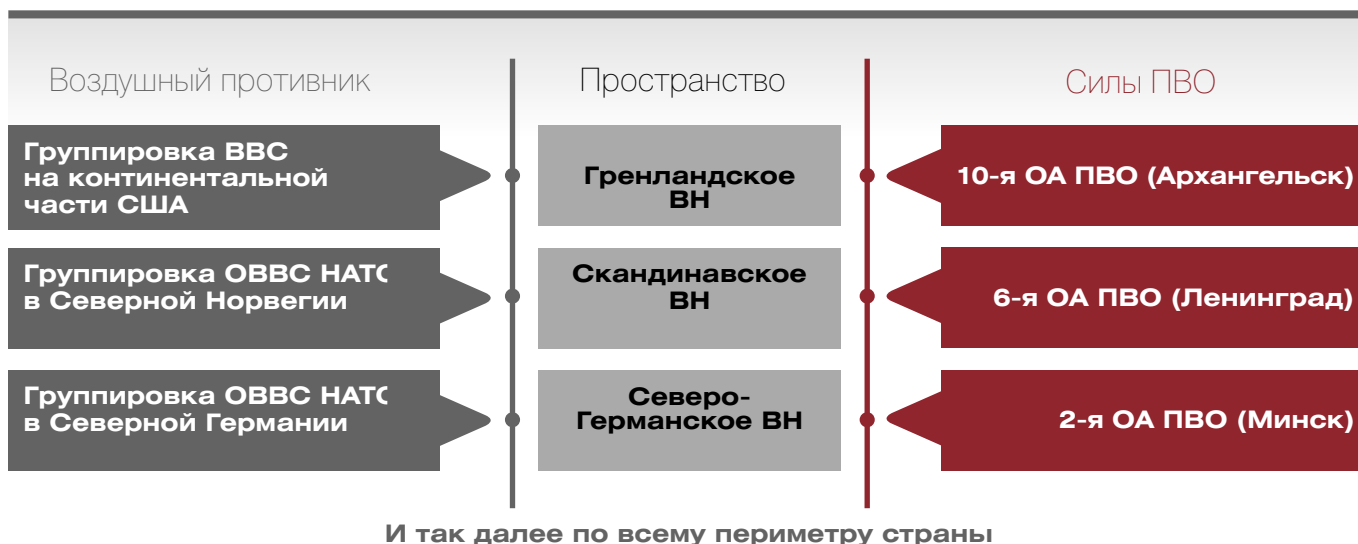 Воздушный противник
Пространство
Силы ПВО
Группировка ВВС
на континентальной
части США
Гренландское
ВН
10-я ОА ПВО (Архангельск)
Группировка ОВВС НАТО
в Северной Норвегии
Скандинавское
ВН
6-я ОА ПВО (Ленинград)
Группировка ОВВС НАТО
в Северной Германии
Северо-
Германское ВН
2-я ОА ПВО (Минск)
И так далее по всему периметру страны